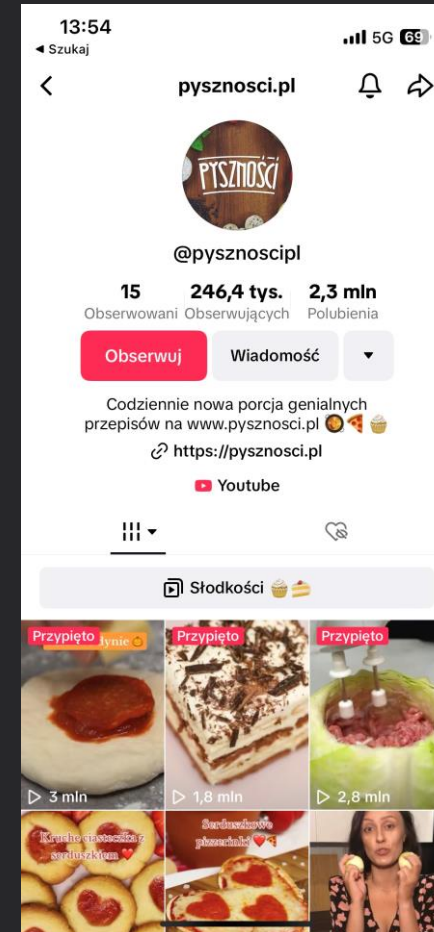 13:54
5G 69
◄ Szukaj
pysznosci.pl
PYSZNOŚCI
@pysznoscipl
15 246,4 tys. 2,3 mln
Obserwowani Obserwujących Polubienia
Obserwuj Wiadomość
Codziennie nowa porcja genialnych
przepisów na www.pysznosci.pl 🥘🍕🧁
https://pysznosci.pl
Youtube
Słodkości 🧁🍰
Przypięto Przypięto Przypięto
3 mln 1,8 mln 2,8 mln
Kruche ciasteczka z
serduszkiem ❤️
Serduszkowe
pizzerinki ❤️🍕